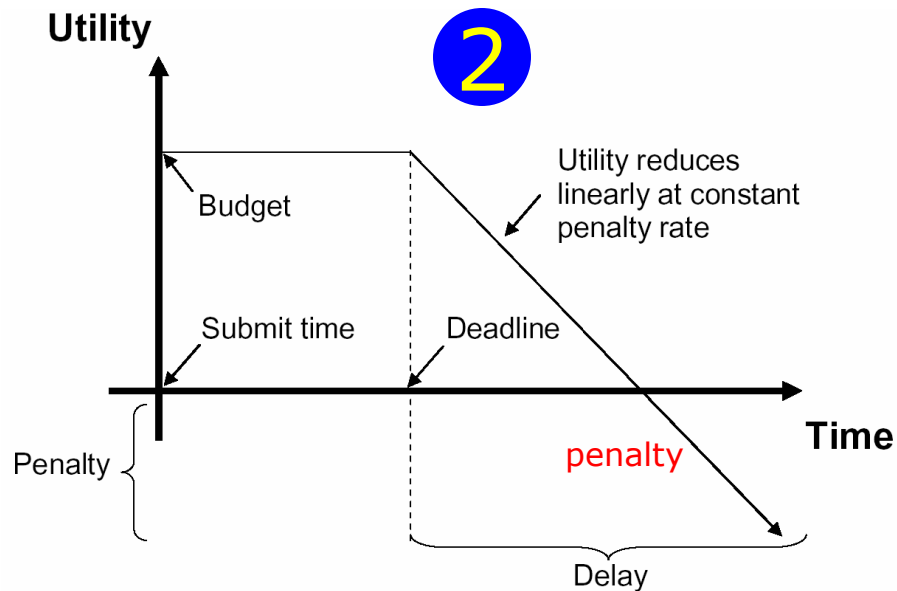 Utility
2
Utility reduces
linearly at constant
penalty rate
Budget
Submit time
Deadline
Time
penalty
Penalty
Delay